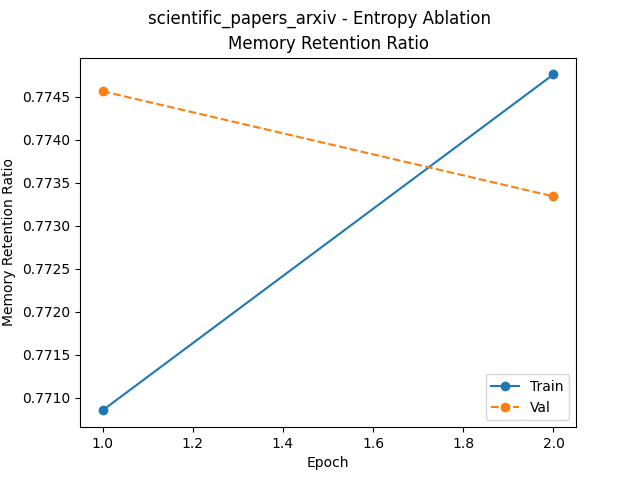 scientific_papers_arxiv - Entropy Ablation
Memory Retention Ratio
Memory Retention Ratio
0.7745
0.7740
0.7735
0.7730
0.7725
0.7720
0.7715
0.7710
Train
Val
1.0 1.2 1.4 1.6 1.8 2.0
Epoch